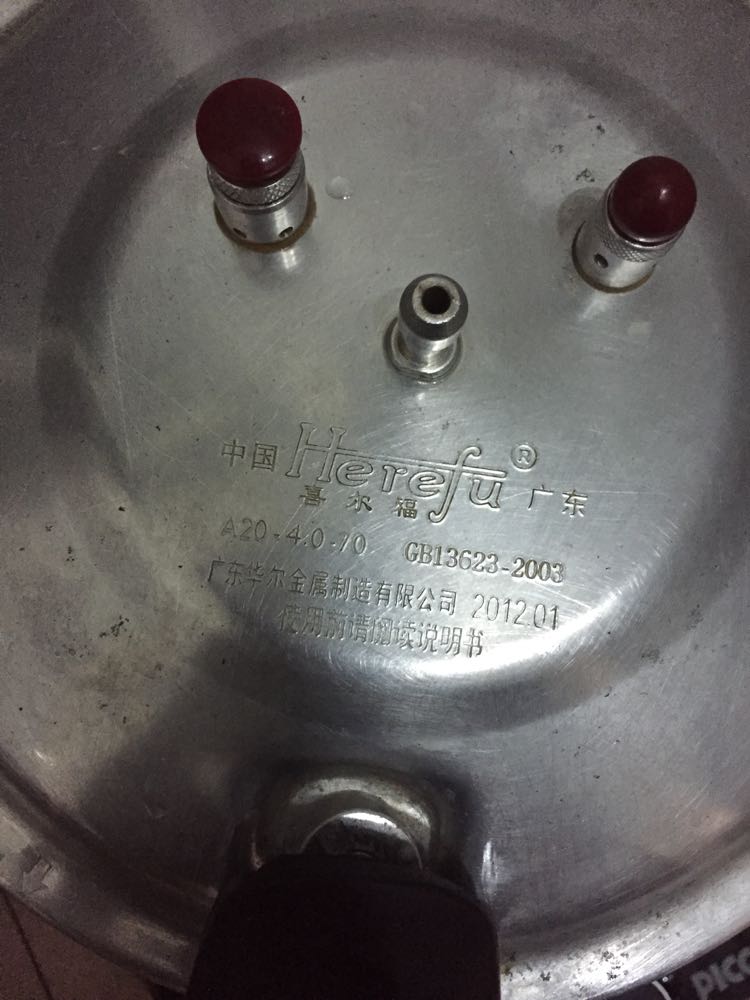 中国 Herefu® 广东
喜尔福
A20-4.0-70 GB13623-2003
广东华尔金属制造有限公司 2012.01
使用前请阅读说明书
PICO